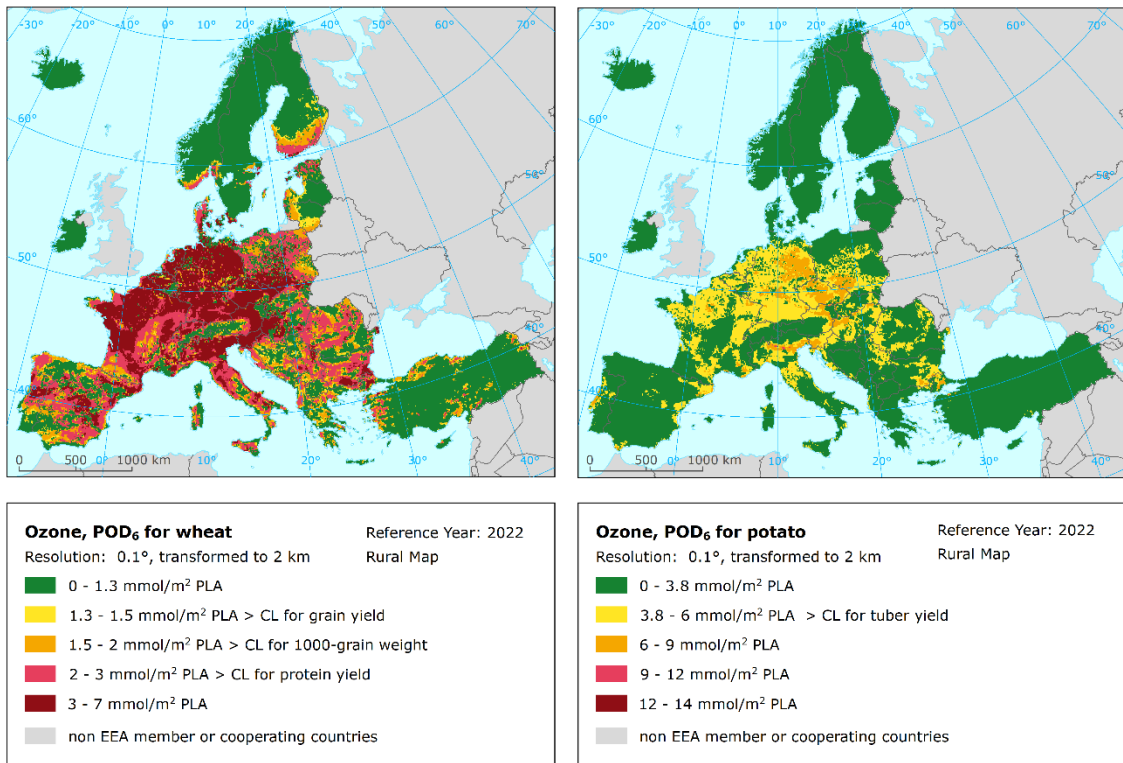 -30° -20° -10° 0° 10° 20° 30° 40° 50° 60° 70°
60°
50°
40°
60°
50°
40°
0 500 1000 km
0° 10° 20° 30° 40°
-30° -20° -10° 0° 10° 20° 30° 40° 50° 60° 70°
60°
50°
40°
60°
50°
40°
0 500 1000 km
0° 10° 20° 30° 40°
Ozone, POD₆ for wheat Reference Year: 2022
Resolution: 0.1°, transformed to 2 km Rural Map
0 - 1.3 mmol/m² PLA
1.3 - 1.5 mmol/m² PLA > CL for grain yield
1.5 - 2 mmol/m² PLA > CL for 1000-grain weight
2 - 3 mmol/m² PLA > CL for protein yield
3 - 7 mmol/m² PLA
non EEA member or cooperating countries
Ozone, POD₆ for potato Reference Year: 2022
Resolution: 0.1°, transformed to 2 km Rural Map
0 - 3.8 mmol/m² PLA
3.8 - 6 mmol/m² PLA > CL for tuber yield
6 - 9 mmol/m² PLA
9 - 12 mmol/m² PLA
12 - 14 mmol/m² PLA
non EEA member or cooperating countries